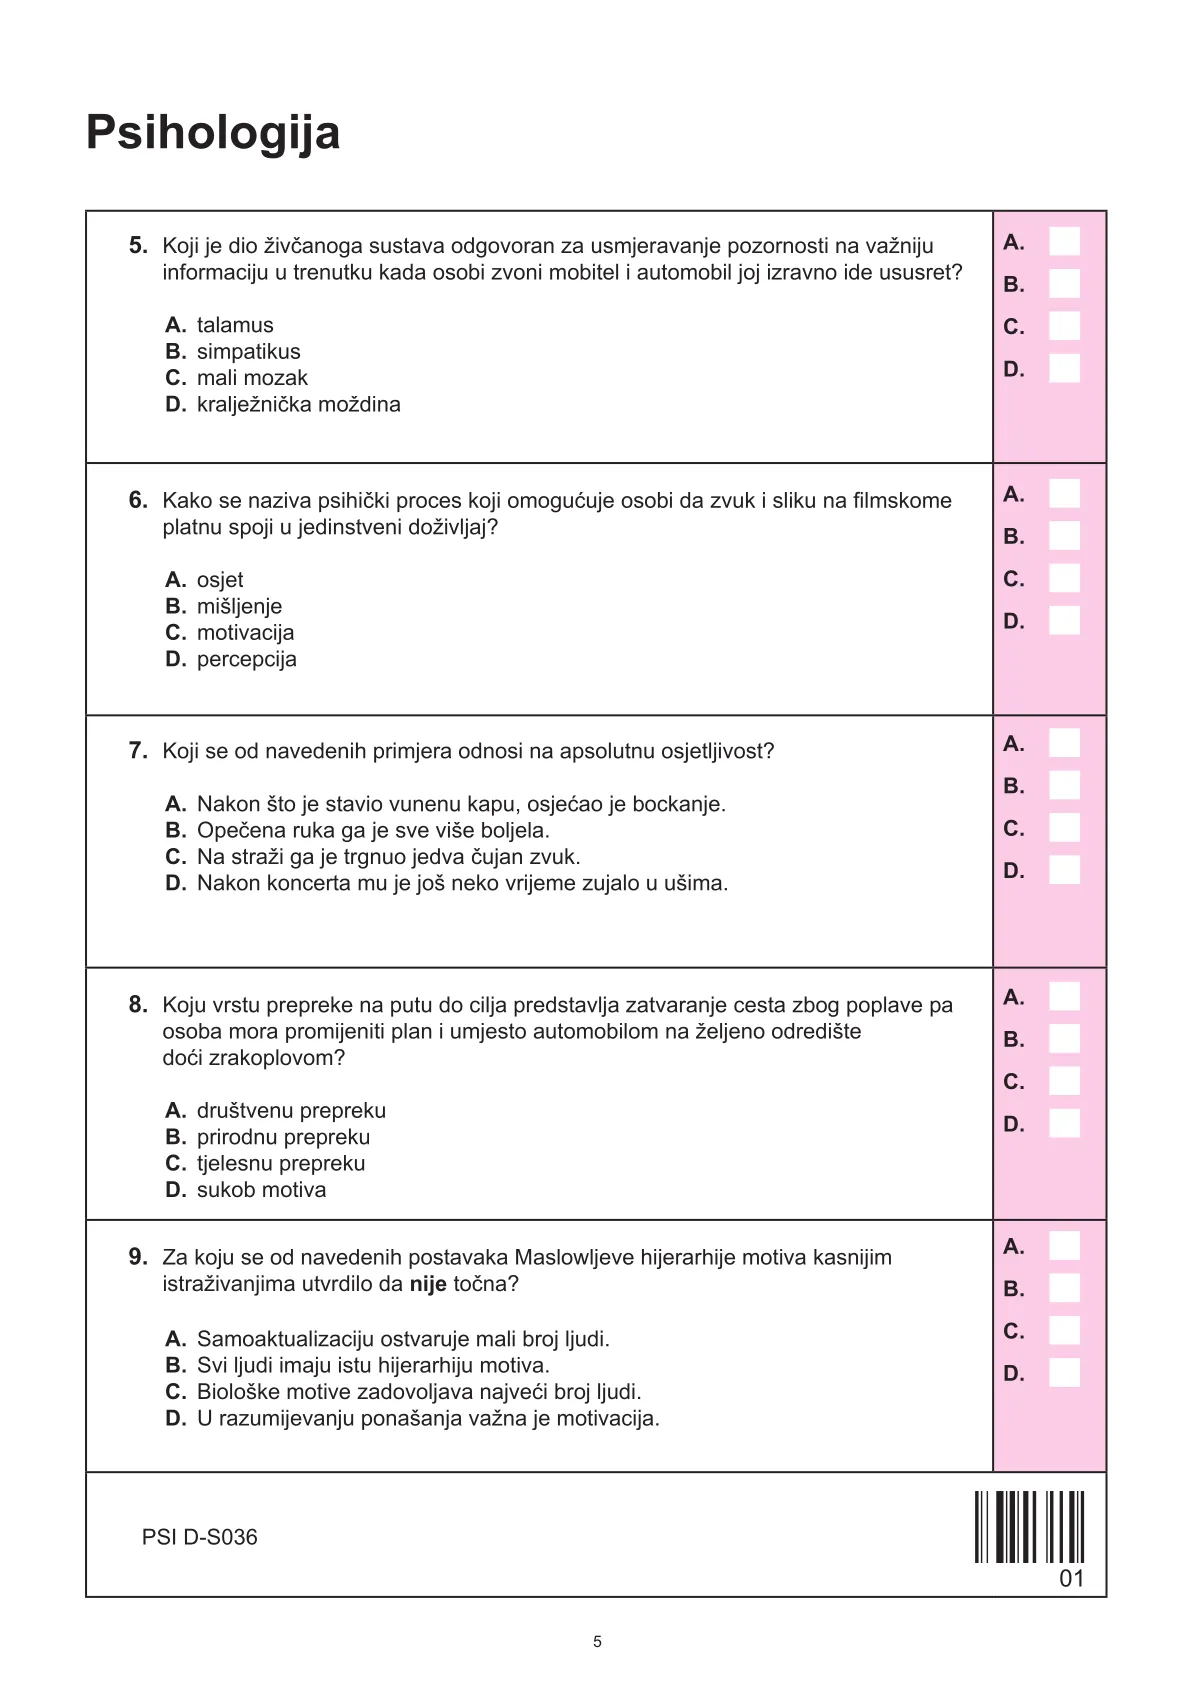 Psihologija
5. Koji je dio živčanoga sustava odgovoran za usmjeravanje pozornosti na važniju
informaciju u trenutku kada osobi zvoni mobitel i automobil joj izravno ide ususret?
A. talamus
B. simpatikus
C. mali mozak
D. kralježnička moždina
A.
B.
C.
D.
6. Kako se naziva psihički proces koji omogućuje osobi da zvuk i sliku na filmskome
platnu spoji u jedinstveni doživljaj?
A. osjet
B. mišljenje
C. motivacija
D. percepcija
A.
B.
C.
D.
7. Koji se od navedenih primjera odnosi na apsolutnu osjetljivost?
A. Nakon što je stavio vunenu kapu, osjećao je bockanje.
B. Opečena ruka ga je sve više boljela.
C. Na straži ga je trgnuo jedva čujan zvuk.
D. Nakon koncerta mu je još neko vrijeme zujalo u ušima.
A.
B.
C.
D.
8. Koju vrstu prepreke na putu do cilja predstavlja zatvaranje cesta zbog poplave pa
osoba mora promijeniti plan i umjesto automobilom na željeno odredište
doći zrakoplovom?
A. društvenu prepreku
B. prirodnu prepreku
C. tjelesnu prepreku
D. sukob motiva
A.
B.
C.
D.
9. Za koju se od navedenih postavaka Maslowljeve hijerarhije motiva kasnijim
istraživanjima utvrdilo da nije točna?
A. Samoaktualizaciju ostvaruje mali broj ljudi.
B. Svi ljudi imaju istu hijerarhiju motiva.
C. Biološke motive zadovoljava najveći broj ljudi.
D. U razumijevanju ponašanja važna je motivacija.
A.
B.
C.
D.
PSI D-S036
01
5